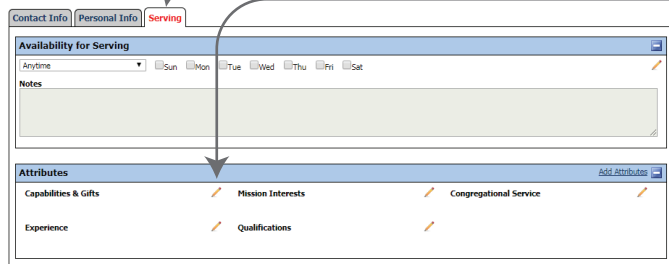 Contact Info Personal Info Serving
Availability for Serving
Anytime Sun Mon Tue Wed Thu Fri Sat
Notes
Attributes Add Attributes
Capabilities & Gifts Mission Interests Congregational Service
Experience Qualifications